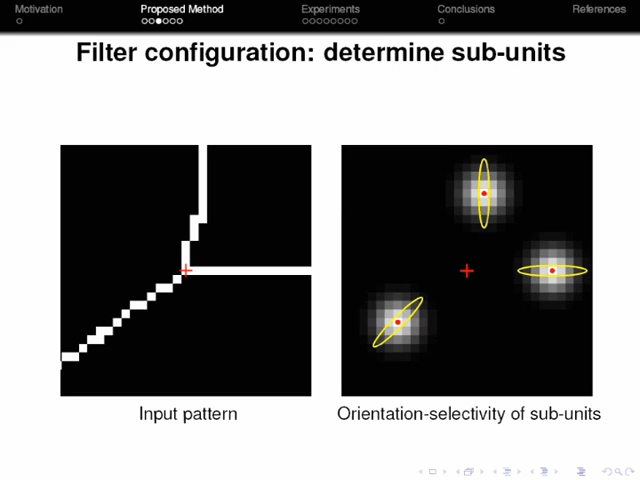 Motivation Proposed Method Experiments Conclusions References
Filter configuration: determine sub-units
Input pattern Orientation-selectivity of sub-units